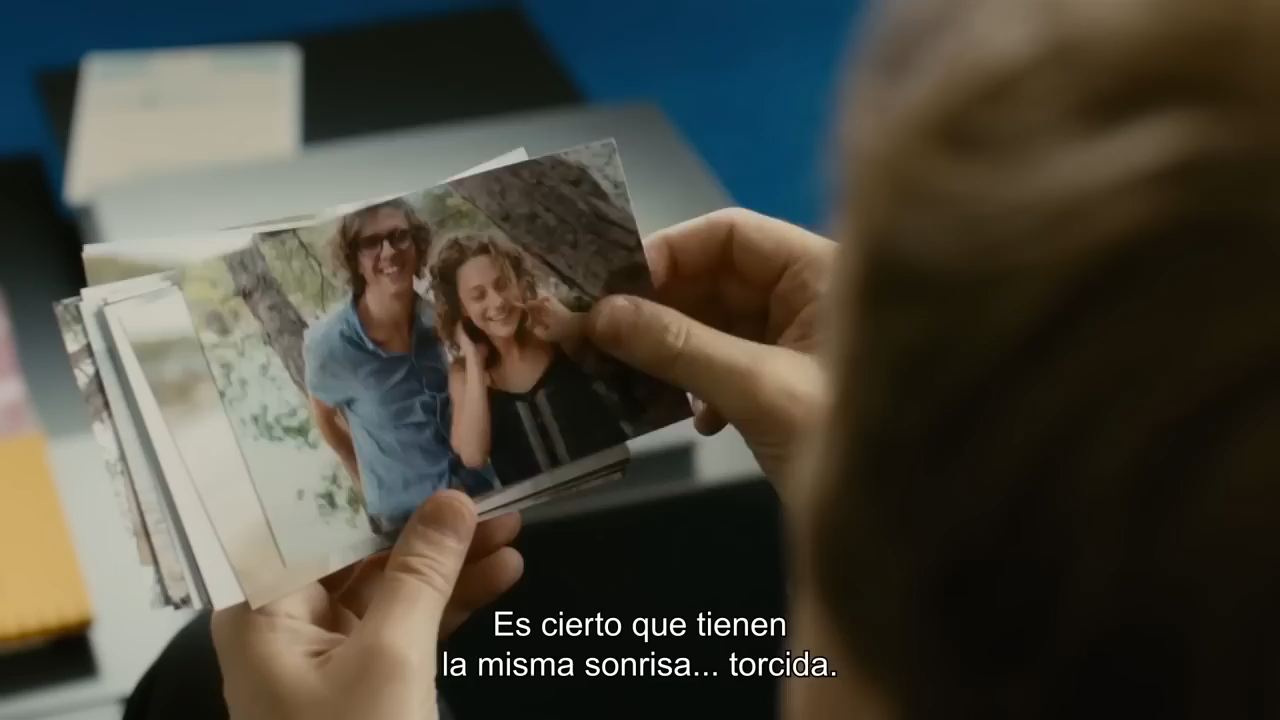 Es cierto que tienen
la misma sonrisa... torcida.